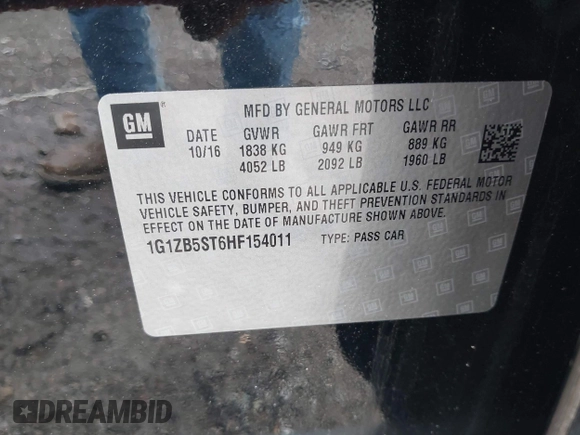 GM
MFD BY GENERAL MOTORS LLC
DATE GVWR GAWR FRT GAWR RR
10/16 1838 KG 949 KG 889 KG
4052 LB 2092 LB 1960 LB
THIS VEHICLE CONFORMS TO ALL APPLICABLE U.S. FEDERAL MOTOR
VEHICLE SAFETY, BUMPER, AND THEFT PREVENTION STANDARDS IN
EFFECT ON THE DATE OF MANUFACTURE SHOWN ABOVE.
1G1ZB5ST6HF154011 TYPE: PASS CAR
DREAMBID